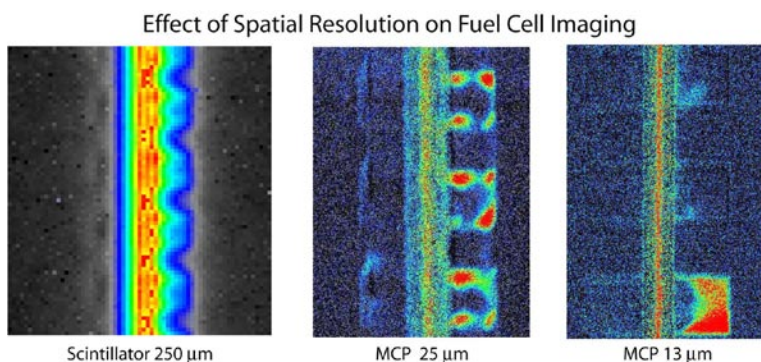 Effect of Spatial Resolution on Fuel Cell Imaging
Scintillator 250 μm
MCP 25 μm
MCP 13 μm